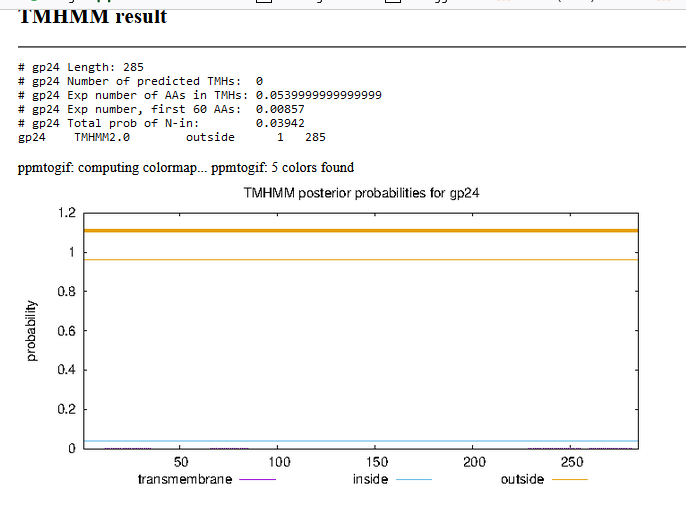 TMHMM result
# gp24 Length: 285
# gp24 Number of predicted TMHs:  0
# gp24 Exp number of AAs in TMHs: 0.0539999999999999
# gp24 Exp number, first 60 AAs:  0.00857
# gp24 Total prob of N-in:        0.03942
gp24    TMHMM2.0        outside      1   285
ppmtogif: computing colormap... ppmtogif: 5 colors found
TMHMM posterior probabilities for gp24
1.2
1
0.8
0.6
0.4
0.2
0
probability
50 100 150 200 250
transmembrane inside outside